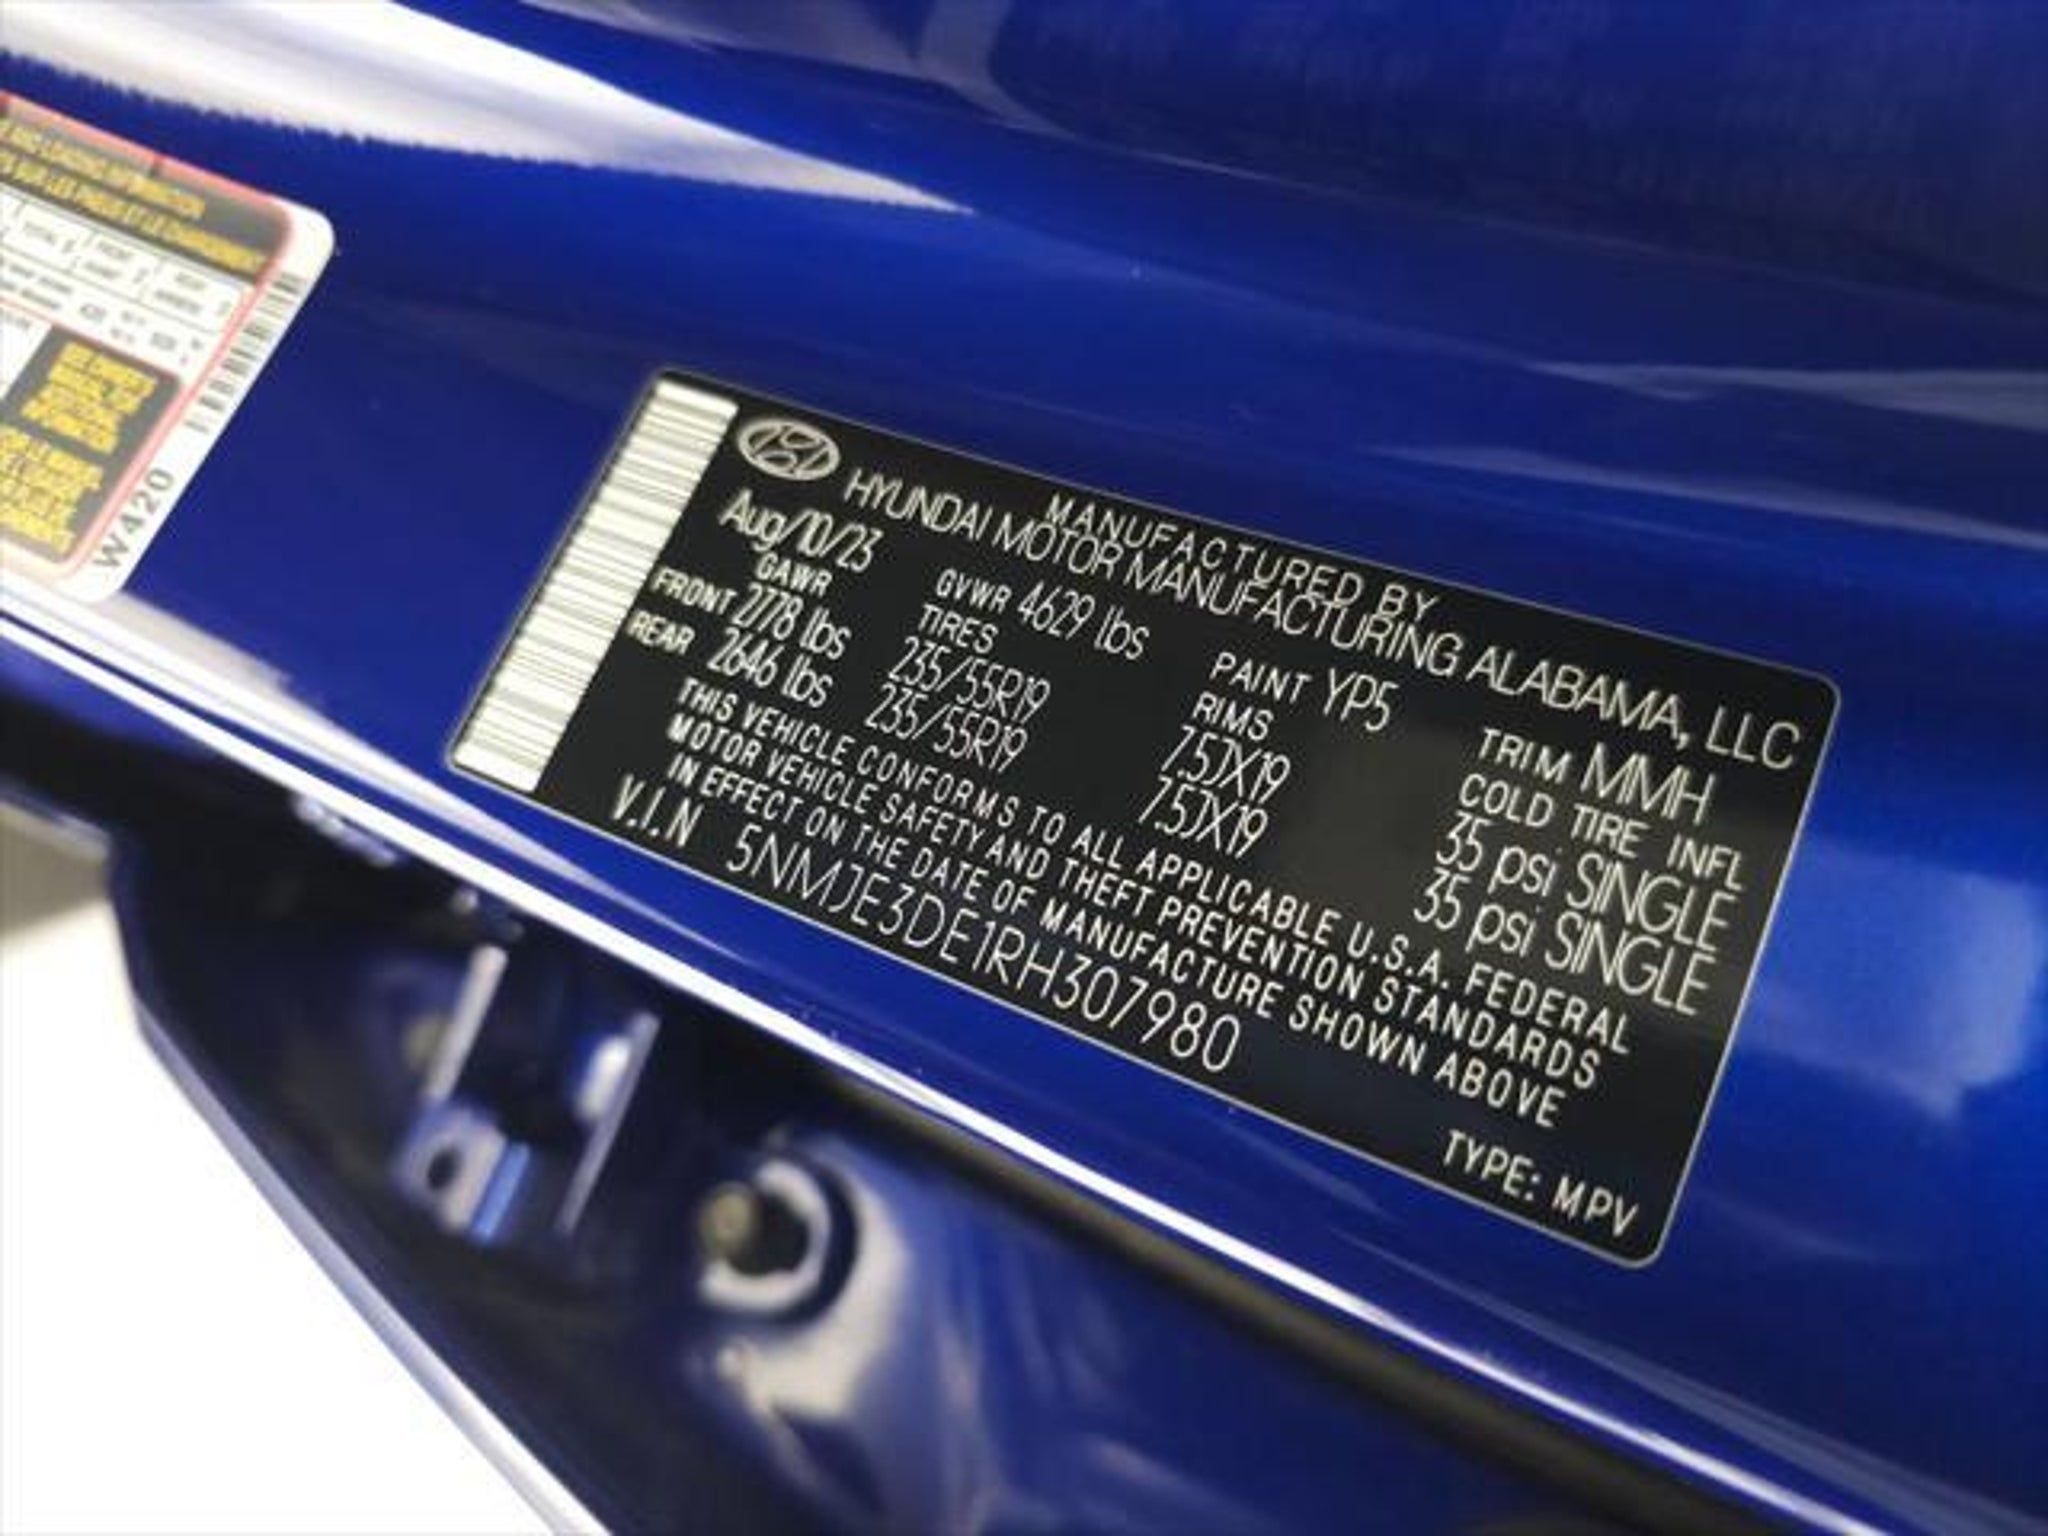 W420
MANUFACTURED BY
HYUNDAI MOTOR MANUFACTURING ALABAMA, LLC
Aug/10/23 GVWR 4629 lbs PAINT YP5 TRIM MMH
GAWR TIRES RIMS COLD TIRE INFL
FRONT 2778 lbs 235/55R19 7.5JX19 35 psi SINGLE
REAR 2646 lbs 235/55R19 7.5JX19 35 psi SINGLE
THIS VEHICLE CONFORMS TO ALL APPLICABLE U.S.A. FEDERAL
MOTOR VEHICLE SAFETY AND THEFT PREVENTION STANDARDS
IN EFFECT ON THE DATE OF MANUFACTURE SHOWN ABOVE
V.I.N 5NMJE3DE1RH307980 TYPE: MPV